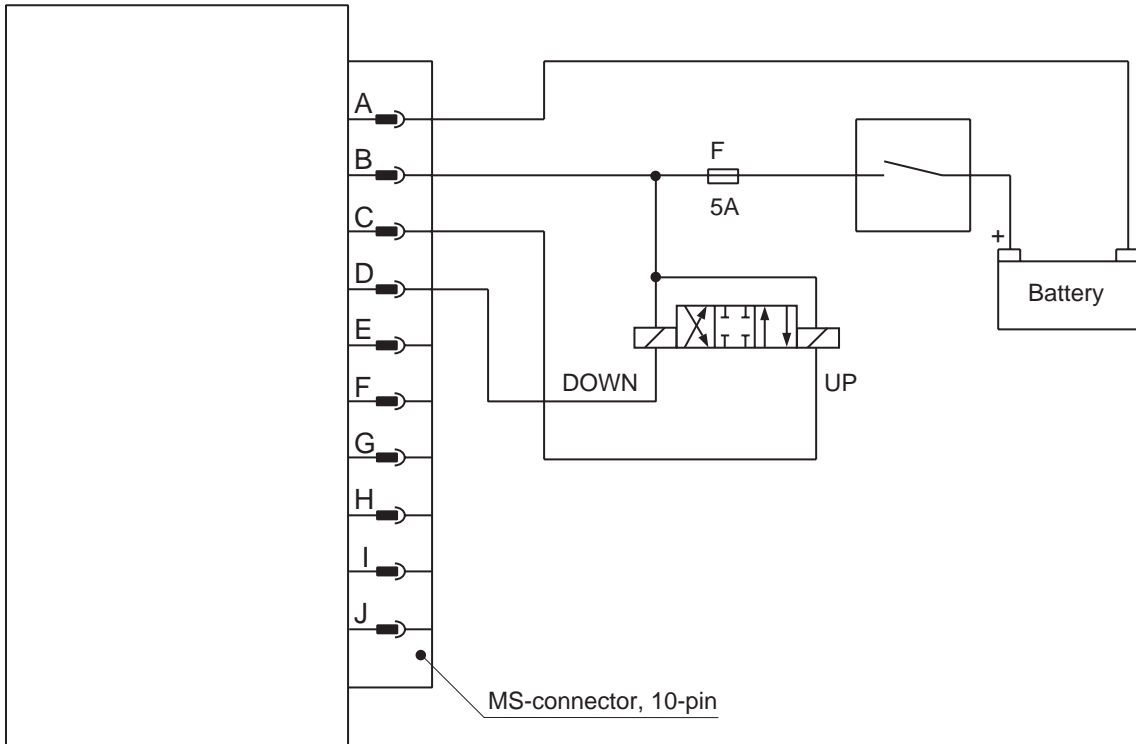 A
B
C
D
E
F
G
H
I
J
F
5A
+
Battery
DOWN
UP
MS-connector, 10-pin